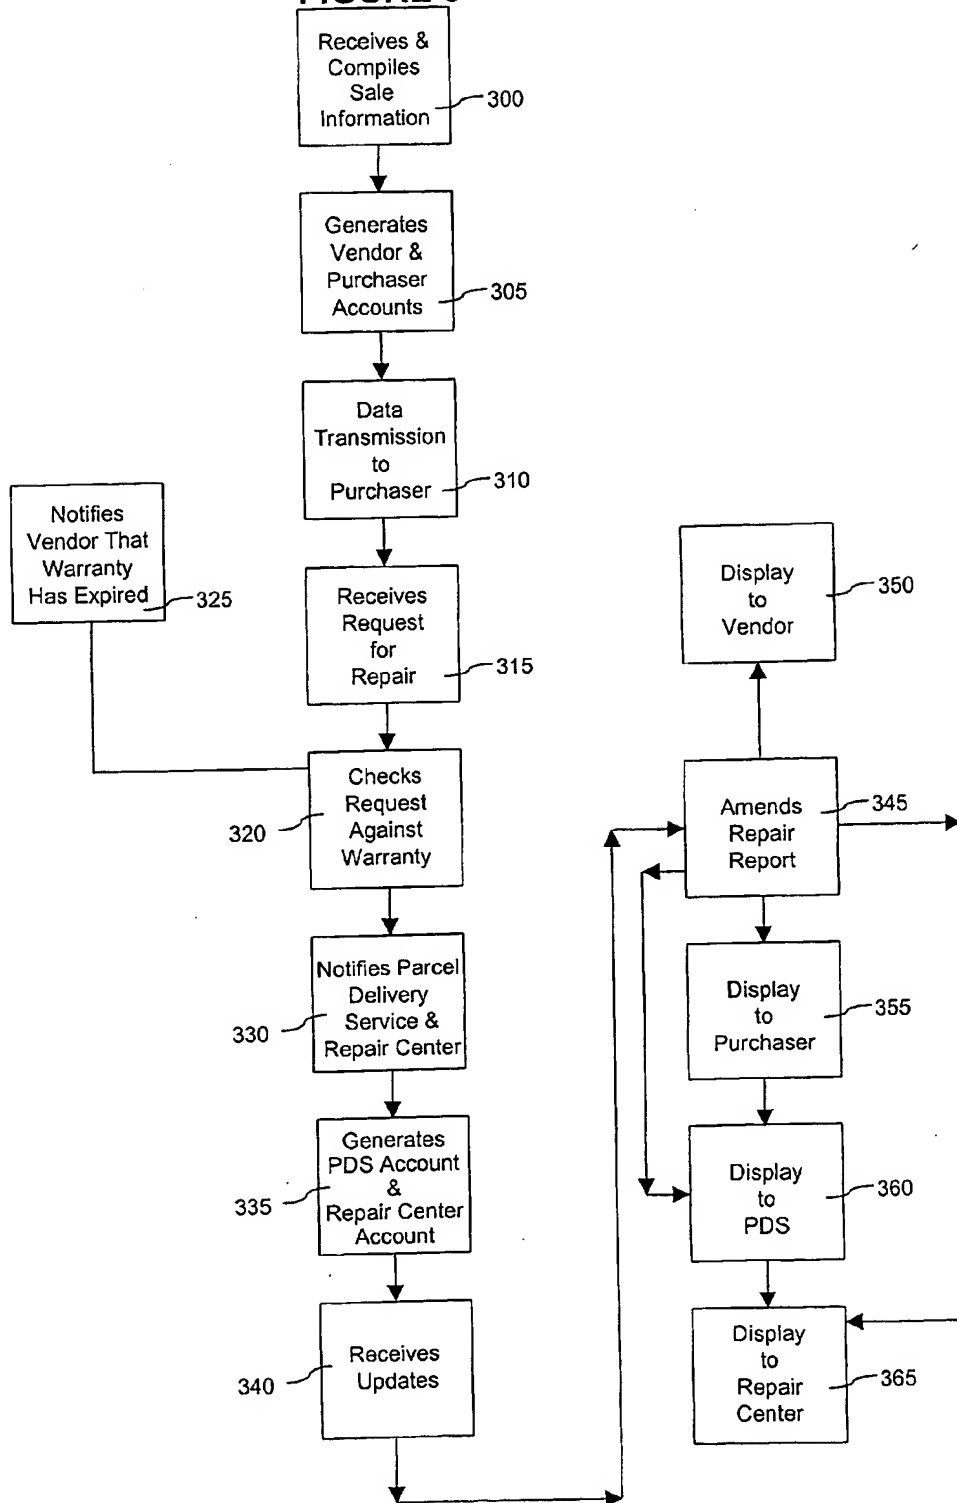 Receives &
Compiles
Sale
Information
300
Generates
Vendor &
Purchaser
Accounts
305
Data
Transmission
to
Purchaser
310
Notifies
Vendor That
Warranty
Has Expired
325
Receives
Request
for
Repair
315
Checks
Request
Against
Warranty
320
Notifies Parcel
Delivery
Service &
Repair Center
330
Generates
PDS Account
&
Repair Center
Account
335
Receives
Updates
340
Display
to
Vendor
350
Amends
Repair
Report
345
Display
to
Purchaser
355
Display
to
PDS
360
Display
to
Repair
Center
365